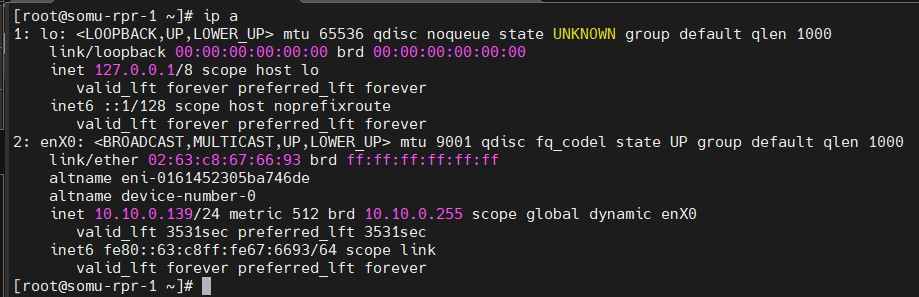 [root@somu-rpr-1 ~]# ip a
1: lo: <LOOPBACK,UP,LOWER_UP> mtu 65536 qdisc noqueue state UNKNOWN group default qlen 1000
    link/loopback 00:00:00:00:00:00 brd 00:00:00:00:00:00
    inet 127.0.0.1/8 scope host lo
       valid_lft forever preferred_lft forever
    inet6 ::1/128 scope host noprefixroute
       valid_lft forever preferred_lft forever
2: enX0: <BROADCAST,MULTICAST,UP,LOWER_UP> mtu 9001 qdisc fq_codel state UP group default qlen 1000
    link/ether 02:63:c8:67:66:93 brd ff:ff:ff:ff:ff:ff
    altname eni-0161452305ba746de
    altname device-number-0
    inet 10.10.0.139/24 metric 512 brd 10.10.0.255 scope global dynamic enX0
       valid_lft 3531sec preferred_lft 3531sec
    inet6 fe80::63:c8ff:fe67:6693/64 scope link
       valid_lft forever preferred_lft forever
[root@somu-rpr-1 ~]#